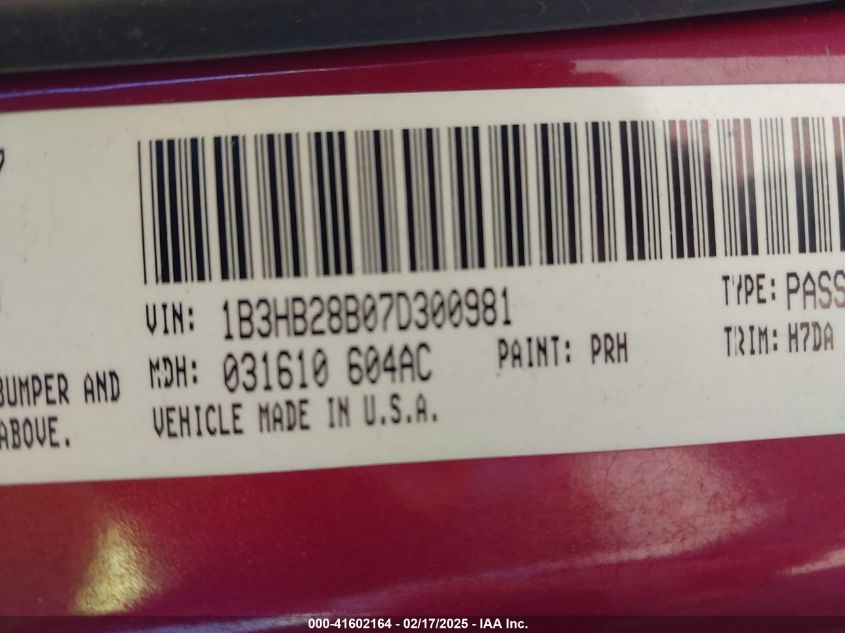 VIN: 1B3HB28B07D300981
TYPE: PASS
MDH: 031610 604AC
PAINT: PRH
TRIM: H7DA
BUMPER AND
ABOVE.
VEHICLE MADE IN U.S.A.
000-41602164 - 02/17/2025 - IAA Inc.